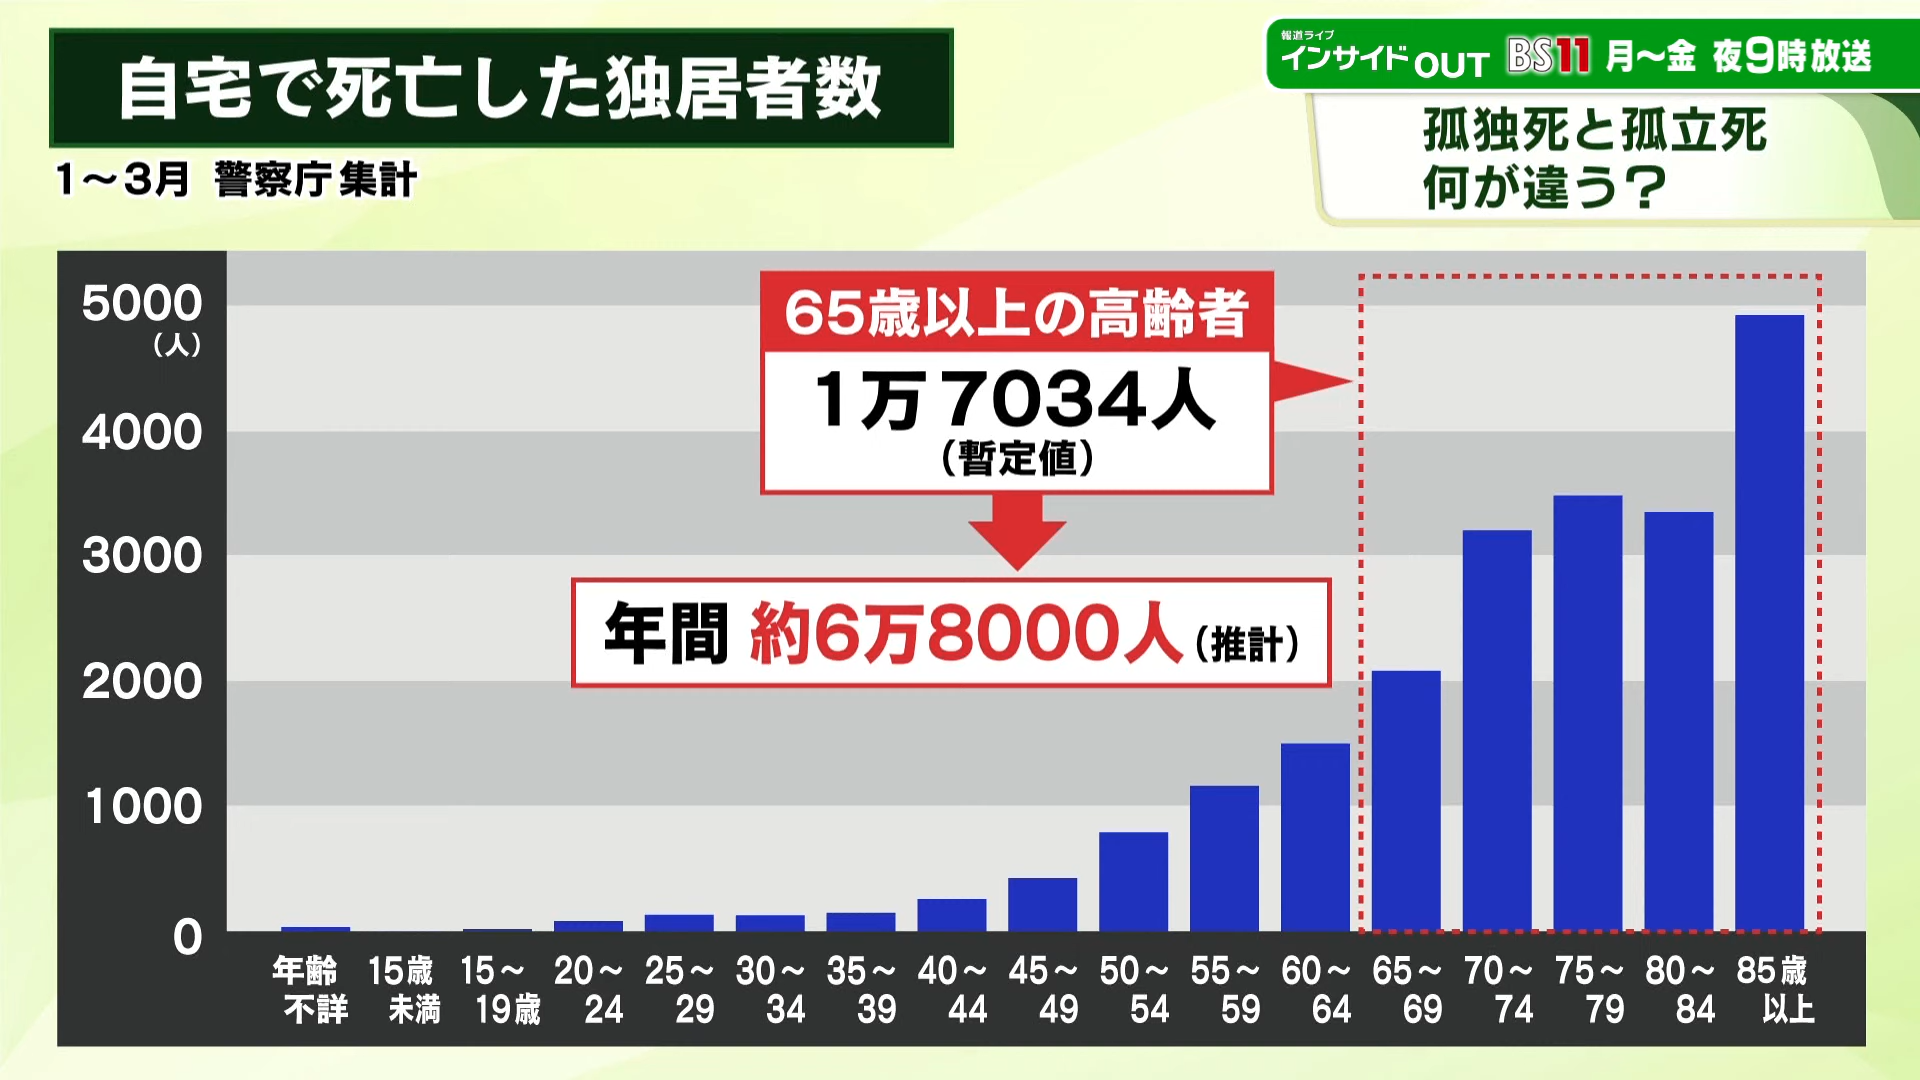 自宅で死亡した独居者数
1～3月 警察庁集計
報道ライブ
インサイドOUT BS11 月～金 夜9時放送
孤独死と孤立死
何が違う？
65歳以上の高齢者
1万7034人
（暫定値）
年間 約6万8000人（推計）
5000
（人）
4000
3000
2000
1000
0
年齢不詳
15歳未満
15～19歳
20～24
25～29
30～34
35～39
40～44
45～49
50～54
55～59
60～64
65～69
70～74
75～79
80～84
85歳以上